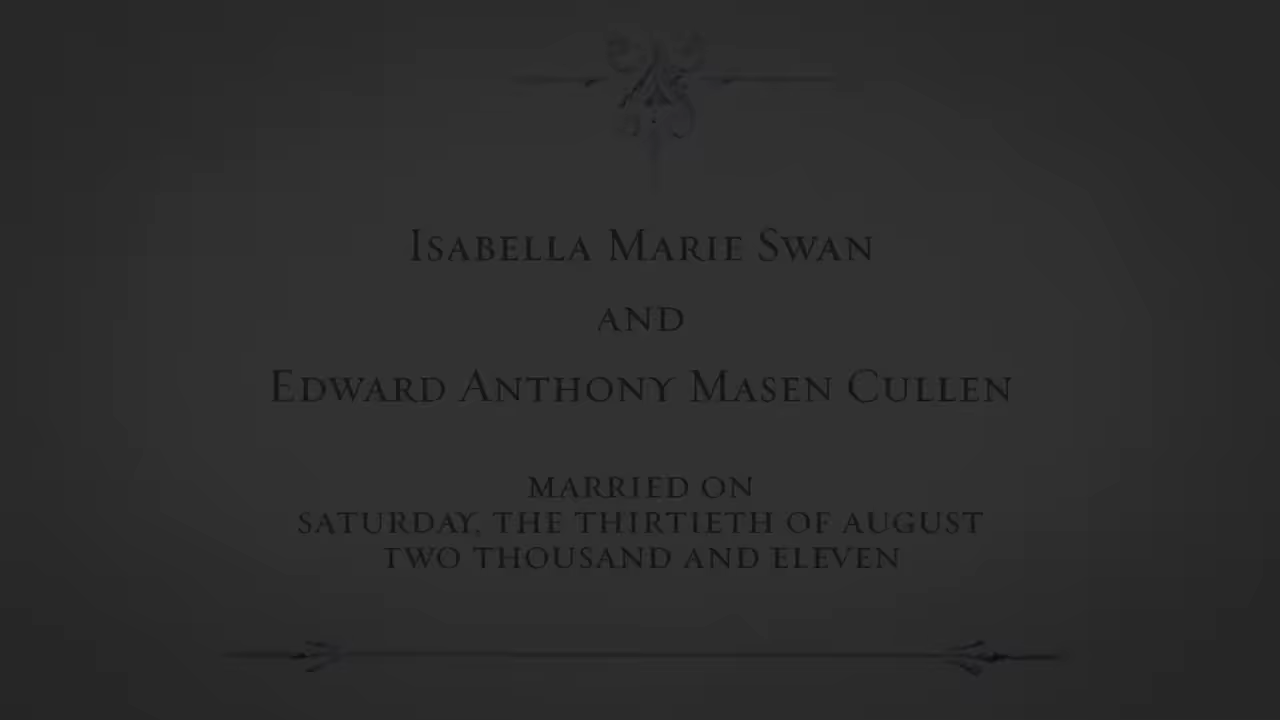 Isabella Marie Swan
and
Edward Anthony Masen Cullen
MARRIED ON
SATURDAY, THE THIRTIETH OF AUGUST
TWO THOUSAND AND ELEVEN